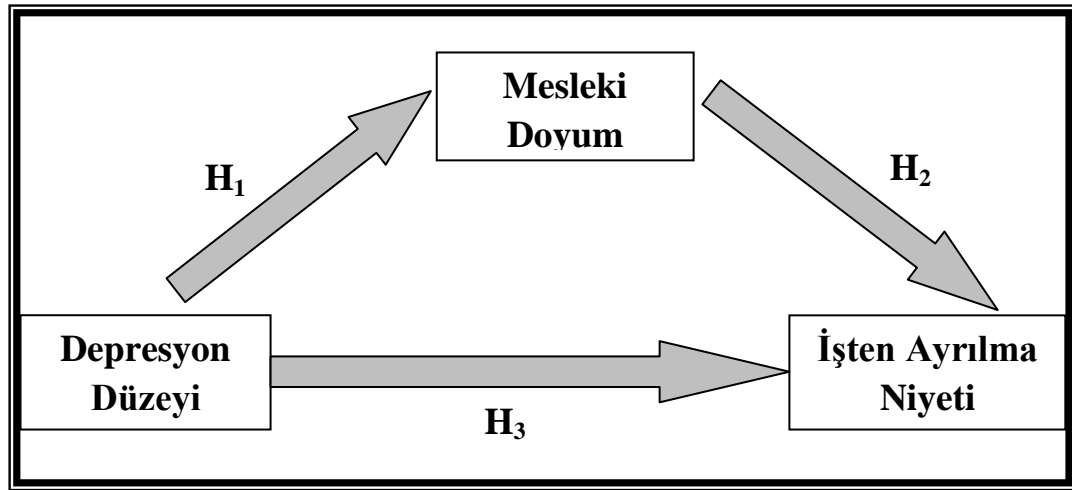 Mesleki
Doyum
H₁
H₂
Depresyon
Düzeyi
İşten Ayrılma
Niyeti
H₃